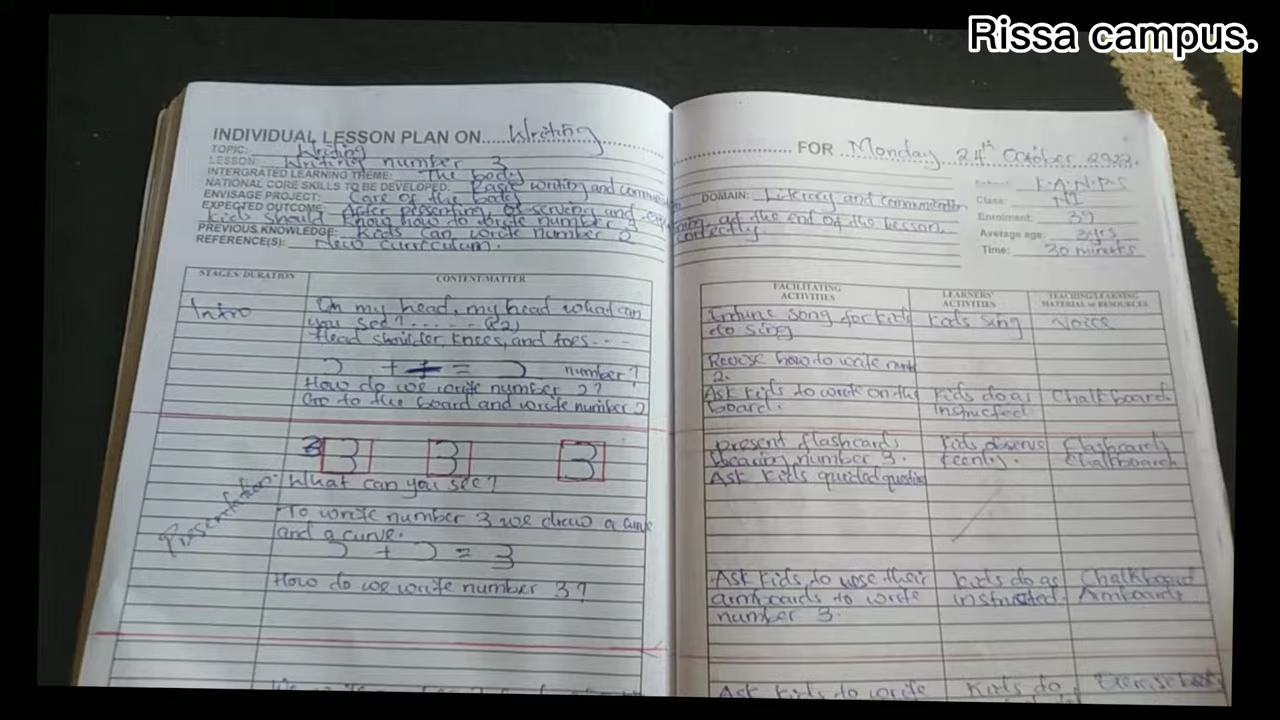 Rissa campus.
INDIVIDUAL LESSON PLAN ON...... Writing
TOPIC: Writing
LESSON: Writing number 3
INTERGRATED LEARNING THEME: The body
NATIONAL CORE SKILLS TO BE DEVELOPED. Basic writing and
ENVISAGE PROJECT: Care of the body
EXPECTED OUTCOME: After presenting, observing and
Kids should how to write number 3
PREVIOUS KNOWLEDGE: Kids can write number 2
REFERENCE(S): New curriculum.
STAGES/DURATION CONTENT/MATTER
Intro On my head, my head what can
you see? ...... (x2)
Head shoulder, knees, and toes...
number?
How do we write number 2?
Go to the board and write number 2
3 3 3 3
Presentation.
What can you see?
To write number 3 we draw a curve
and a curve.
Ɔ + Ɔ = 3
How do we write number 3?
FOR Monday 24th October 2022.
DOMAIN: Literacy and communication
at the end of the lesson
correctly.
School: K.A.N.P.S
Class: N1
Enrolment: 39
Average age: 3yrs
Time: 30 minutes
FACILITATING ACTIVITIES LEARNERS' ACTIVITIES TEACHING/LEARNING MATERIAL or RESOURCES
Intune song for kids Kids sing Voice
to sing
how to write
2.
Ask kids to write on the Kids do as Chalkboard
board. instructed
Present flashcards Kids observe Flashcards
bearing number 3. keenly. Chalkboard
Ask kids guided question
Ask kids to use their Kids do as Chalkboard
armboards to write instructed Armboards
number 3.
Ask kids to write Kids do Exercise